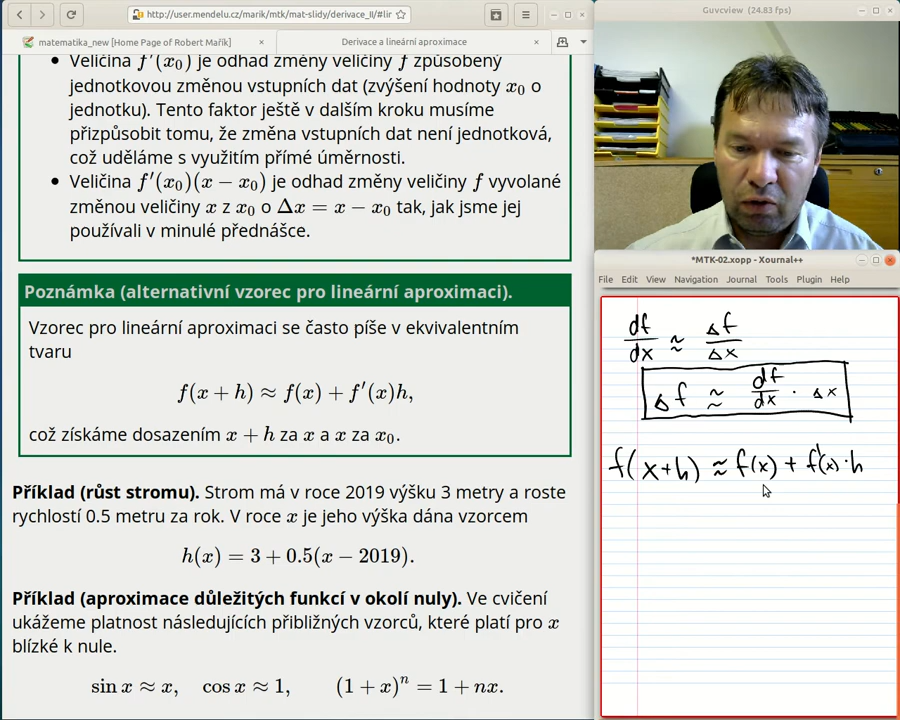 http://user.mendelu.cz/marik/mtk/mat-slidy/derivace_II/#lir
Guvcview (24.83 fps)
matematika_new [Home Page of Robert Mařík]
Derivace a lineární aproximace
• Veličina f′(x₀) je odhad změny veličiny f způsobený
jednotkovou změnou vstupních dat (zvýšení hodnoty x₀ o
jednotku). Tento faktor ještě v dalším kroku musíme
přizpůsobit tomu, že změna vstupních dat není jednotková,
což uděláme s využitím přímé úměrnosti.
• Veličina f′(x₀)(x − x₀) je odhad změny veličiny f vyvolané
změnou veličiny x z x₀ o Δx = x − x₀ tak, jak jsme jej
používali v minulé přednášce.
Poznámka (alternativní vzorec pro lineární aproximaci).
Vzorec pro lineární aproximaci se často píše v ekvivalentním
tvaru
f(x + h) ≈ f(x) + f′(x)h,
což získáme dosazením x + h za x a x za x₀.
Příklad (růst stromu). Strom má v roce 2019 výšku 3 metry a roste
rychlostí 0.5 metru za rok. V roce x je jeho výška dána vzorcem
h(x) = 3 + 0.5(x − 2019).
Příklad (aproximace důležitých funkcí v okolí nuly). Ve cvičení
ukážeme platnost následujících přibližných vzorců, které platí pro x
blízké k nule.
sin x ≈ x, cos x ≈ 1, (1 + x)ⁿ = 1 + nx.
*MTK-02.xopp - Xournal++
File Edit View Navigation Journal Tools Plugin Help
df/dx ≈ Δf/Δx
Δf ≈ df/dx · Δx
f(x+h) ≈ f(x) + f'(x)·h